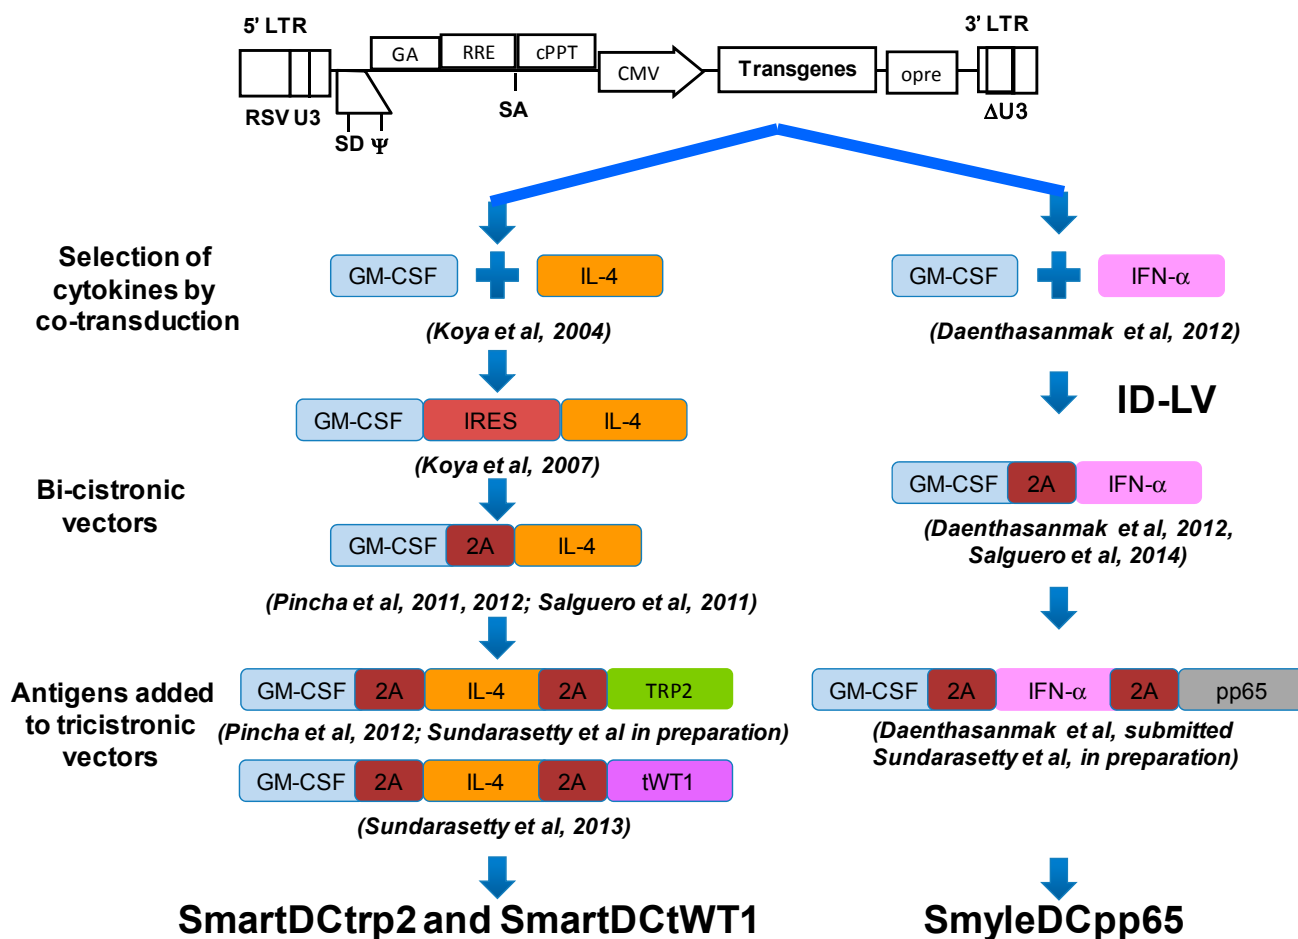 5' LTR
3' LTR
GA
RRE
cPPT
CMV
Transgenes
opre
RSV U3
SA
ΔU3
SD
Ψ
Selection of
cytokines by
co-transduction
GM-CSF
IL-4
(Koya et al, 2004)
GM-CSF
IFN-α
(Daenthasanmak et al, 2012)
ID-LV
Bi-cistronic
vectors
GM-CSF
IRES
IL-4
(Koya et al, 2007)
GM-CSF
2A
IL-4
(Pincha et al, 2011, 2012; Salguero et al, 2011)
GM-CSF
2A
IFN-α
(Daenthasanmak et al, 2012,
Salguero et al, 2014)
Antigens added
to tricistronic
vectors
GM-CSF
2A
IL-4
2A
TRP2
(Pincha et al, 2012; Sundarasetty et al in preparation)
GM-CSF
2A
IL-4
2A
tWT1
(Sundarasetty et al, 2013)
GM-CSF
2A
IFN-α
2A
pp65
(Daenthasanmak et al, submitted
Sundarasetty et al, in preparation)
SmartDCtrp2 and SmartDCtWT1
SmyleDCpp65